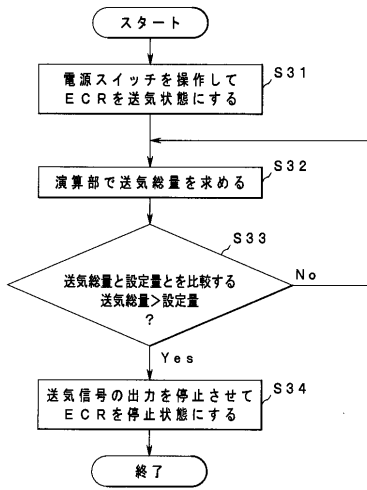 スタート
電源スイッチを操作して
ECRを送気状態にする
S31
演算部で送気総量を求める
S32
S33
送気総量と設定量とを比較する
送気総量>設定量
?
No
Yes
送気信号の出力を停止させて
ECRを停止状態にする
S34
終了